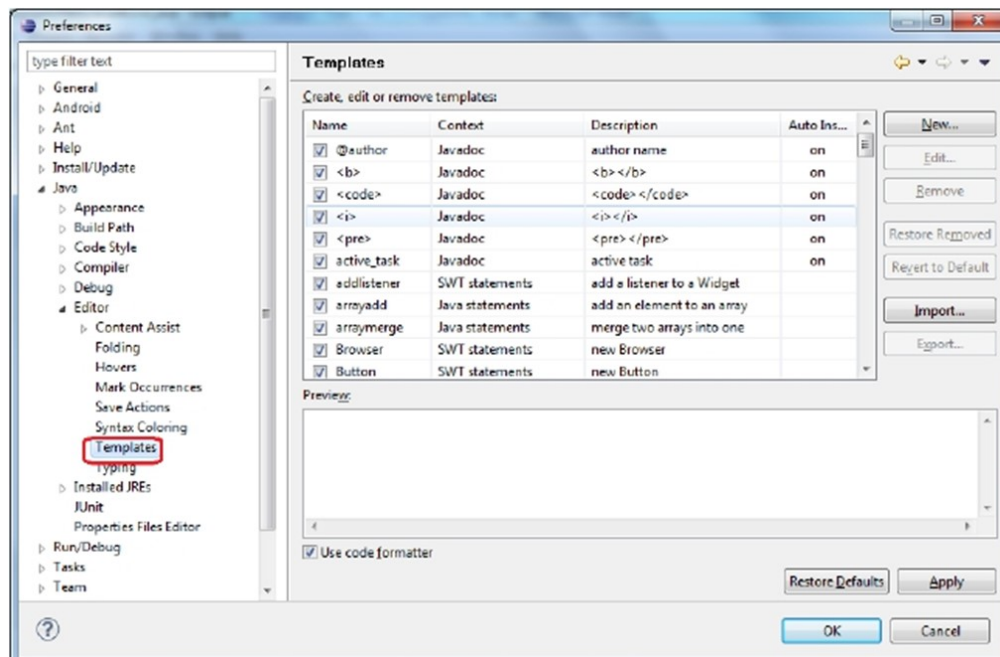 Preferences
type filter text
General
Android
Ant
Help
Install/Update
Java
Appearance
Build Path
Code Style
Compiler
Debug
Editor
Content Assist
Folding
Hovers
Mark Occurrences
Save Actions
Syntax Coloring
Templates
Typing
Installed JREs
JUnit
Properties Files Editor
Run/Debug
Tasks
Team
Templates
Create, edit or remove templates:
Name Context Description Auto Ins...
@author Javadoc author name on
<b> Javadoc <b></b> on
<code> Javadoc <code></code> on
<i> Javadoc <i></i> on
<pre> Javadoc <pre></pre> on
active_task Javadoc active task on
addlistener SWT statements add a listener to a Widget
arrayadd Java statements add an element to an array
arraymerge Java statements merge two arrays into one
Browser SWT statements new Browser
Button SWT statements new Button
New...
Edit...
Remove
Restore Removed
Revert to Default
Import...
Export...
Preview:
Use code formatter
Restore Defaults Apply
OK Cancel